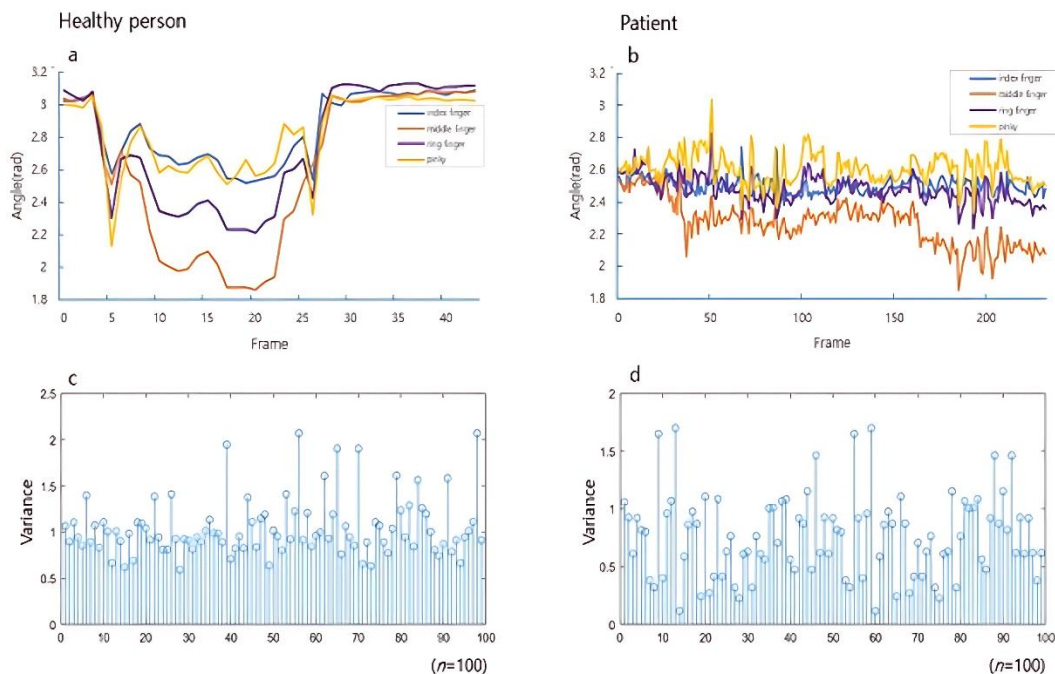 Healthy person
Patient
a
3.2
3
2.8
2.6
2.4
2.2
2
1.8
Angle(rad)
index finger
middle finger
ring finger
pinky
0 5 10 15 20 25 30 35 40
Frame
b
3.2
3
2.8
2.6
2.4
2.2
2
1.8
Angle(rad)
index finger
middle finger
ring finger
pinky
0 50 100 150 200
Frame
c
2.5
2
1.5
1
0.5
0
Variance
0 10 20 30 40 50 60 70 80 90 100
(n=100)
d
2
1.5
1
0.5
0
Variance
0 10 20 30 40 50 60 70 80 90 100
(n=100)